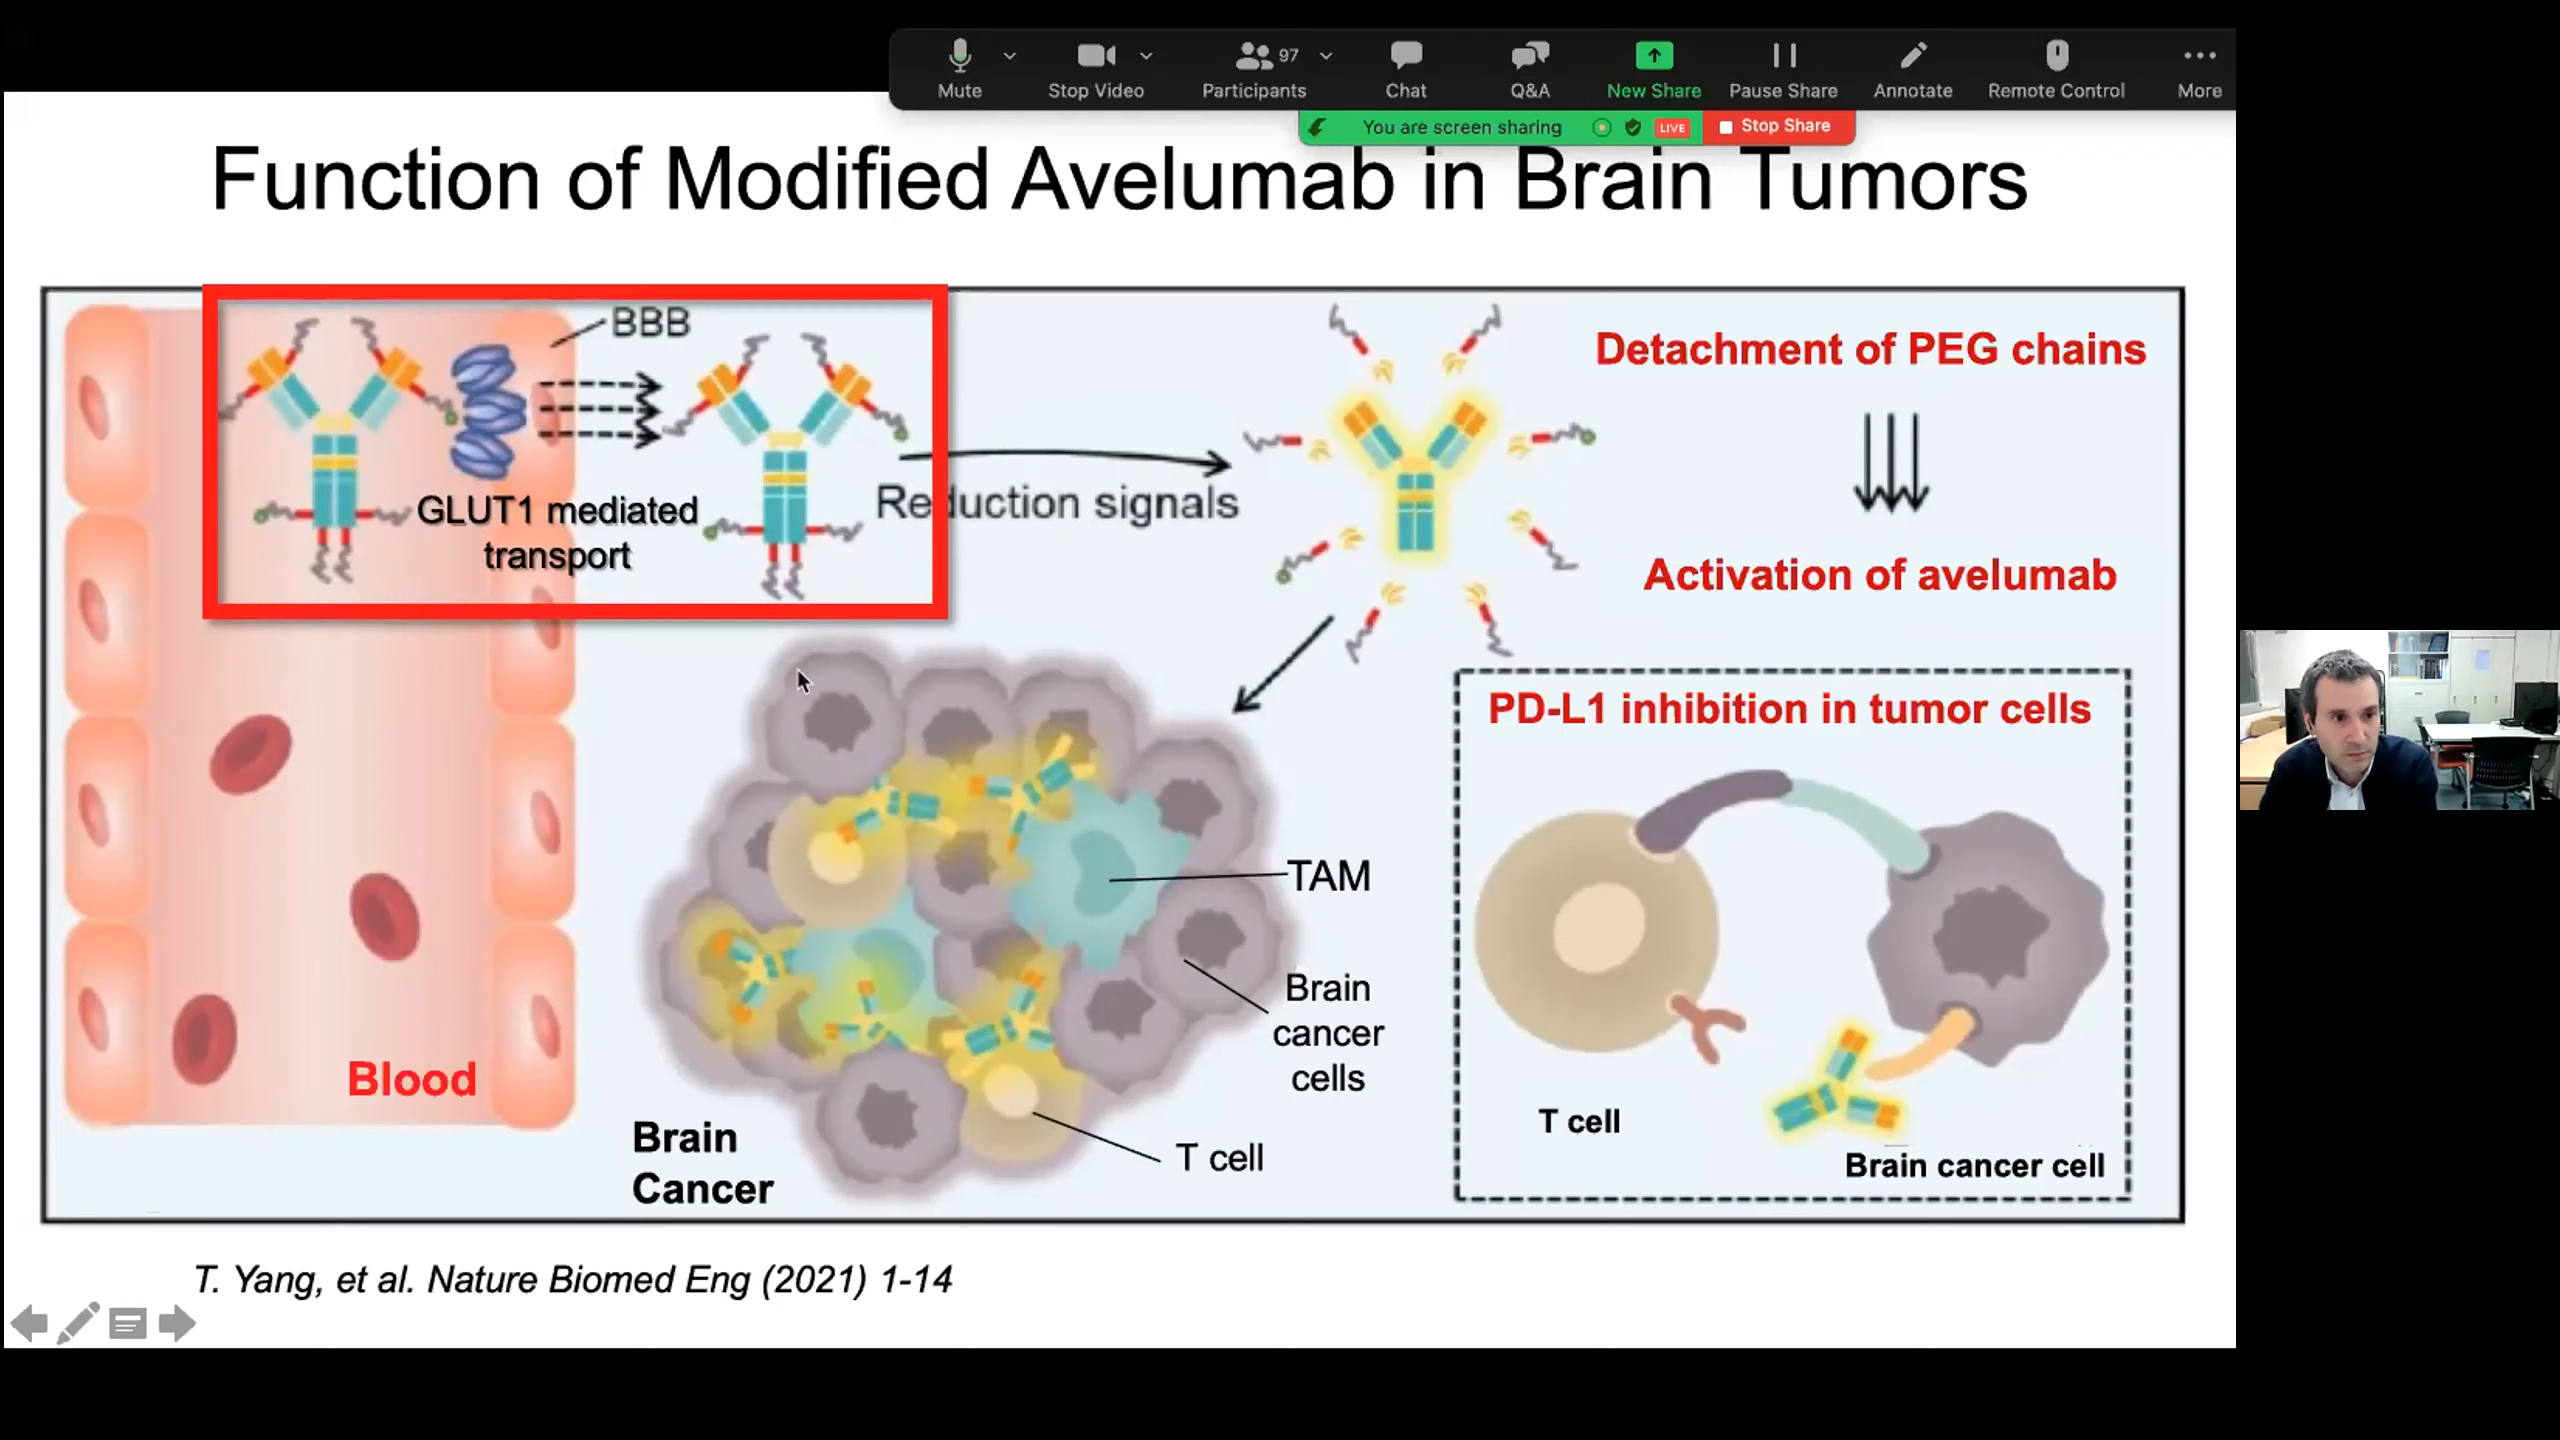 Mute
Stop Video
97
Participants
Chat
Q&A
New Share
Pause Share
Annotate
Remote Control
More
You are screen sharing
LIVE
Stop Share
Function of Modified Avelumab in Brain Tumors
BBB
GLUT1 mediated
transport
Reduction signals
Detachment of PEG chains
Activation of avelumab
PD-L1 inhibition in tumor cells
TAM
Brain
cancer
cells
T cell
Blood
Brain
Cancer
T cell
Brain cancer cell
T. Yang, et al. Nature Biomed Eng (2021) 1-14